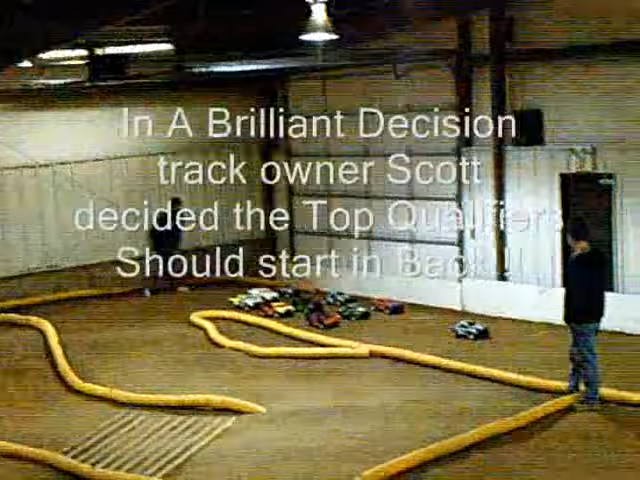 In A Brilliant Decision
track owner Scott
decided the Top Qualifiers
Should start in Back!!